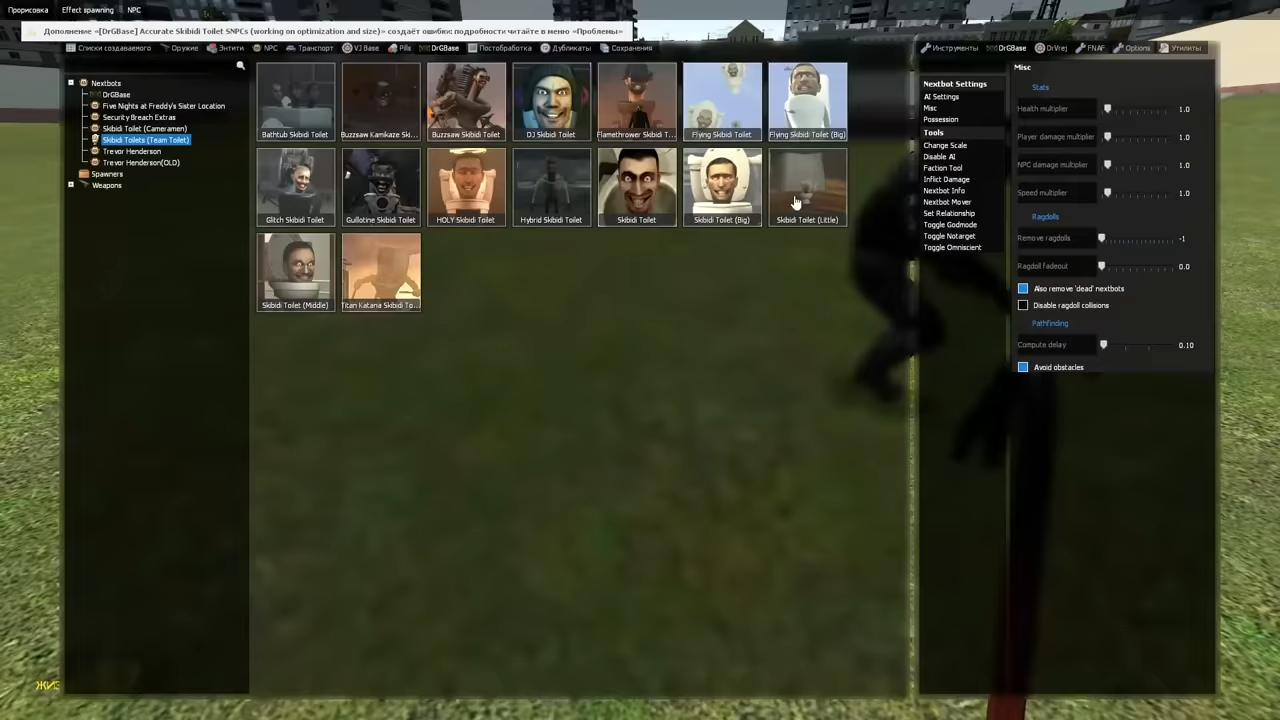 Прорисовка Effect spawning NPC
Дополнение «[DrGBase] Accurate Skibidi Toilet SNPCs (working on optimization and size)» создаёт ошибки: подробности читайте в меню «Проблемы»
Списки создаваемого Оружие Энтити NPC Транспорт VJ Base Pills DrGBase Постобработка Дубликаты Сохранения
Инструменты DrGBase DrVrej FNAF Options Утилиты
Nextbots
DrGBase
Five Nights at Freddy's Sister Location
Security Breach Extras
Skibidi Toilet (Cameramen)
Skibidi Toilets (Team Toilet)
Trevor Henderson
Trevor Henderson(OLD)
Spawners
Weapons
Bathtub Skibidi Toilet Buzzsaw Kamikaze Ski... Buzzsaw Skibidi Toilet DJ Skibidi Toilet Flamethrower Skibidi T... Flying Skibidi Toilet Flying Skibidi Toilet (Big)
Glitch Skibidi Toilet Gullotine Skibidi Toilet HOLY Skibidi Toilet Hybrid Skibidi Toilet Skibidi Toilet Skibidi Toilet (Big) Skibidi Toilet (Little)
Skibidi Toilet (Middle) Titan Katana Skibidi To...
Nextbot Settings
AI Settings
Misc
Possession
Tools
Change Scale
Disable AI
Faction Tool
Inflict Damage
Nextbot Info
Nextbot Mover
Set Relationship
Toggle Godmode
Toggle Notarget
Toggle Omniscient
Misc
Stats
Health multiplier 1.0
Player damage multiplier 1.0
NPC damage multiplier 1.0
Speed multiplier 1.0
Ragdolls
Remove ragdolls -1
Ragdoll fadeout 0.0
Also remove 'dead' nextbots
Disable ragdoll collisions
Pathfinding
Compute delay 0.10
Avoid obstacles